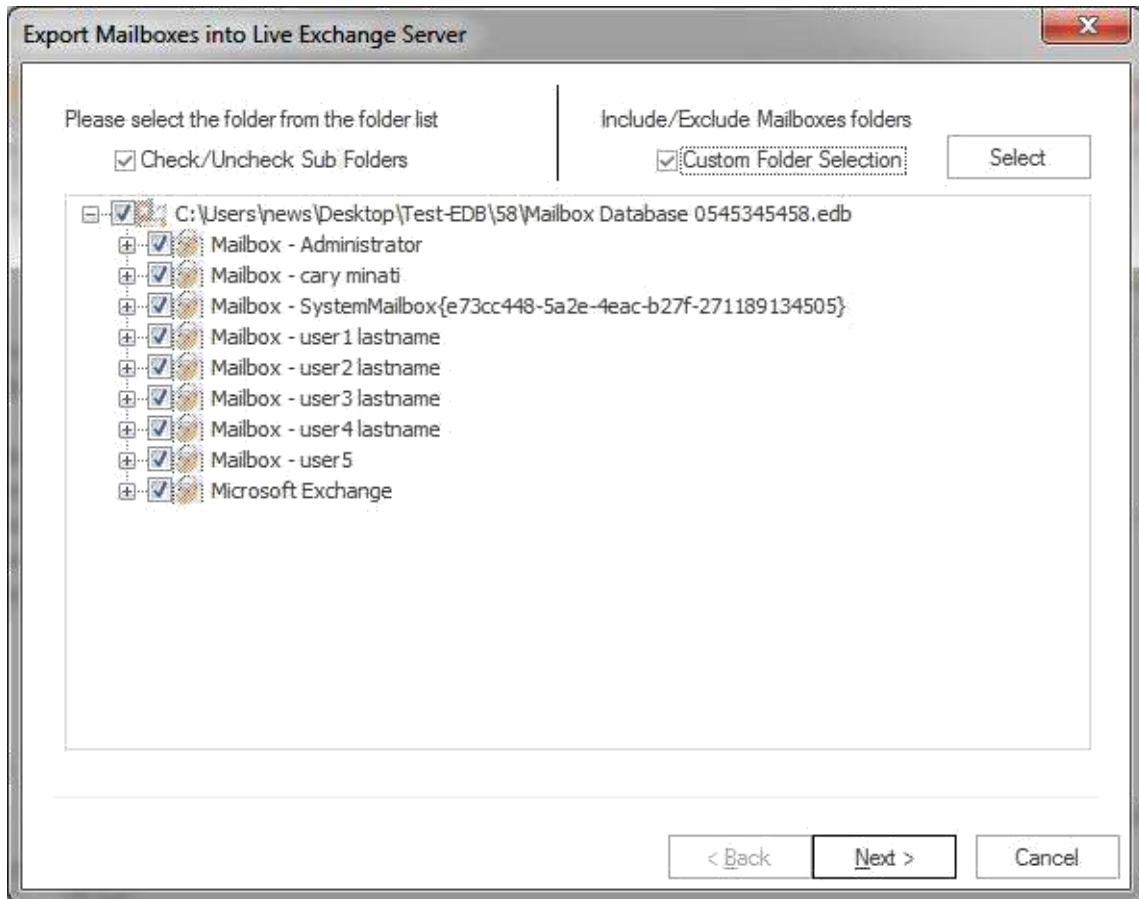 Export Mailboxes into Live Exchange Server
Please select the folder from the folder list
Include/Exclude Mailboxes folders
Check/Uncheck Sub Folders
Custom Folder Selection
Select
C:\Users\news\Desktop\Test-EDB\58\Mailbox Database 0545345458.edb
Mailbox - Administrator
Mailbox - cary minati
Mailbox - SystemMailbox{e73cc448-5a2e-4eac-b27f-271189134505}
Mailbox - user1 lastname
Mailbox - user2 lastname
Mailbox - user3 lastname
Mailbox - user4 lastname
Mailbox - user5
Microsoft Exchange
< Back
Next >
Cancel